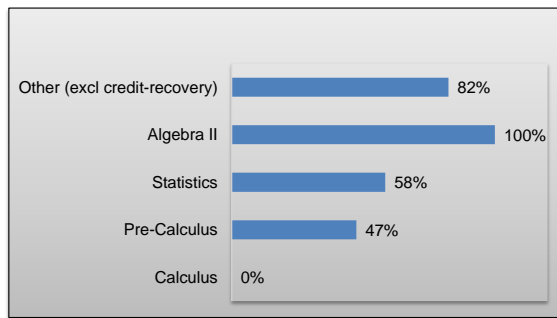 Other (excl credit-recovery) 82%
Algebra II 100%
Statistics 58%
Pre-Calculus 47%
Calculus 0%